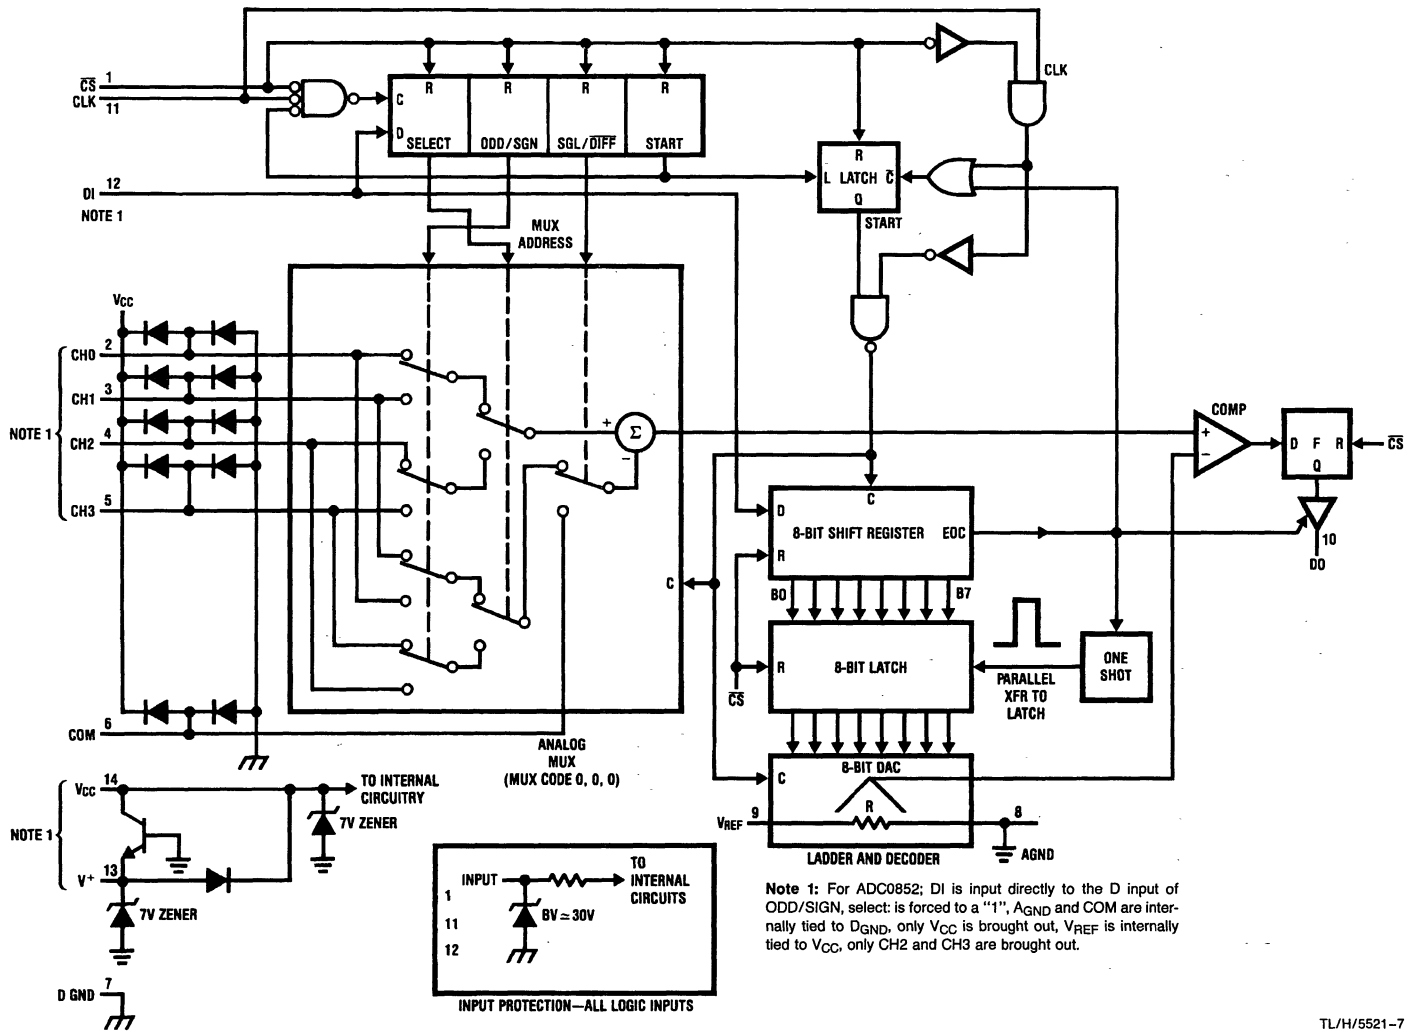 C̅S̅ 1
CLK 11
CLK
C
D
R
R
R
R
SELECT
ODD/SGN
SGL/D̅I̅F̅F̅
START
R
L LATCH C̅
Q
START
DI 12
NOTE 1
MUX
ADDRESS
VCC
NOTE 1
CH0 2
CH1 3
CH2 4
CH3 5
COM 6
+
Σ
−
C
ANALOG
MUX
(MUX CODE 0, 0, 0)
C
D
R
8-BIT SHIFT REGISTER
EOC
B0
B7
R
8-BIT LATCH
C̅S̅
ONE
SHOT
PARALLEL
XFR TO
LATCH
COMP
+
−
D F R
Q
C̅S̅
10
DO
8-BIT DAC
C
R
VREF 9
8
AGND
LADDER AND DECODER
NOTE 1
VCC 14
TO INTERNAL
CIRCUITRY
7V ZENER
V+ 13
7V ZENER
D GND 7
INPUT
1
11
12
TO
INTERNAL
CIRCUITS
BV ≃ 30V
INPUT PROTECTION—ALL LOGIC INPUTS
Note 1: For ADC0852; DI is input directly to the D input of
ODD/SIGN, select: is forced to a "1", AGND and COM are inter-
nally tied to DGND, only VCC is brought out, VREF is internally
tied to VCC, only CH2 and CH3 are brought out.
TL/H/5521–7